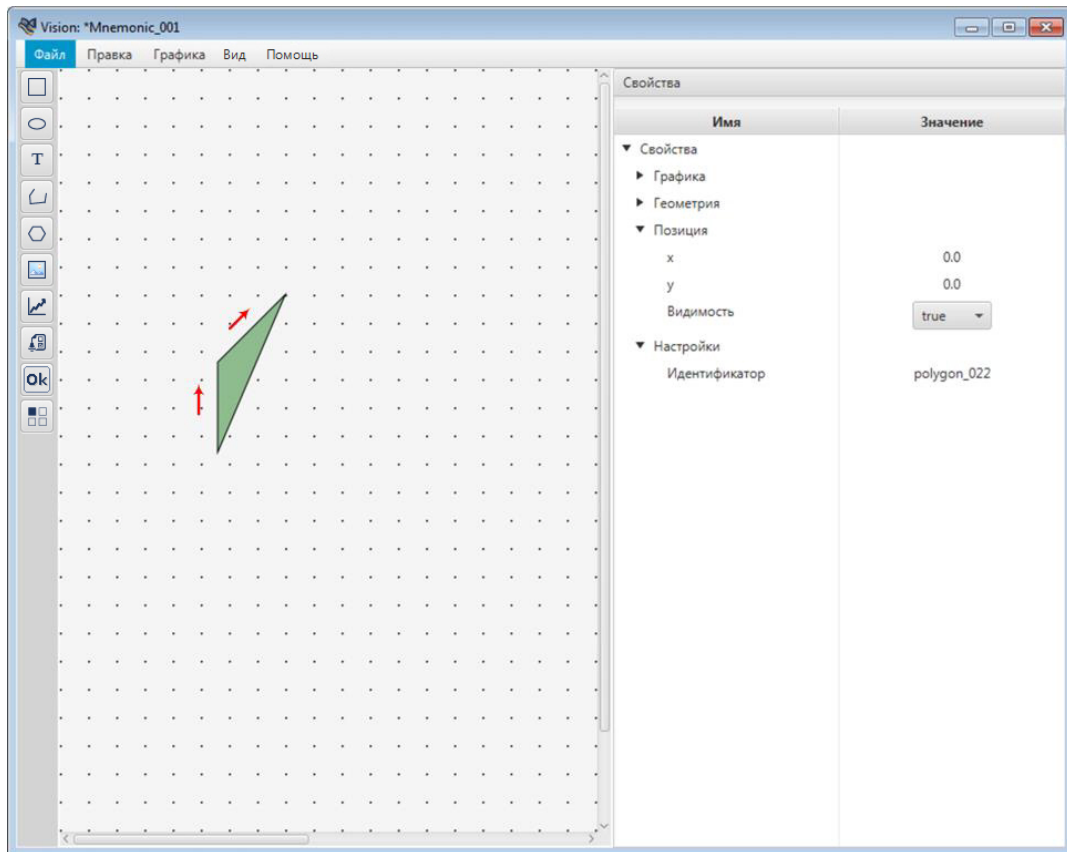 Vision: *Mnemonic_001
Файл Правка Графика Вид Помощь
T
Ok
Свойства
Имя Значение
Свойства
Графика
Геометрия
Позиция
x 0.0
y 0.0
Видимость true
Настройки
Идентификатор polygon_022